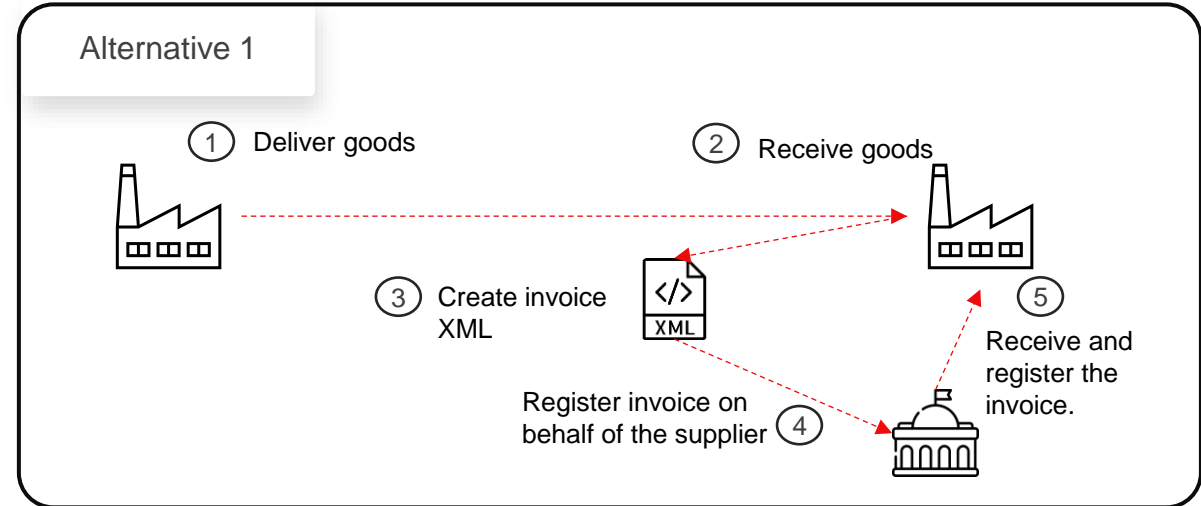 Alternative 1
1 Deliver goods
2 Receive goods
3 Create invoice
XML
</>
XML
5
Receive and
register the
invoice.
Register invoice on
behalf of the supplier 4